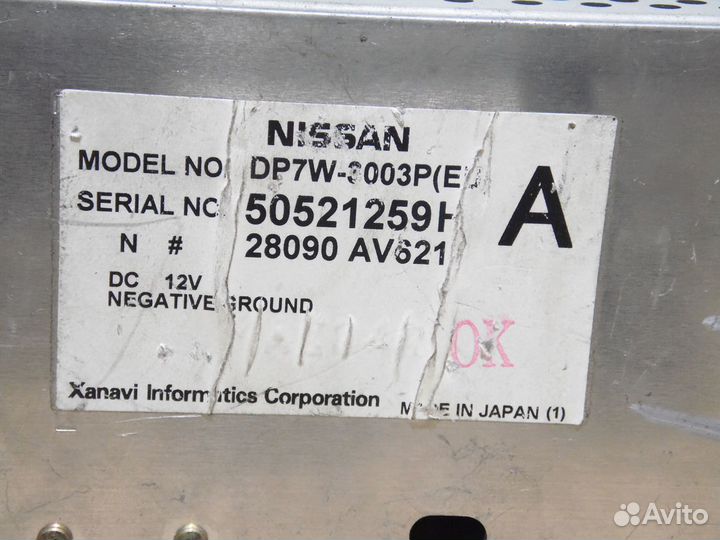 NISSAN
MODEL NO. DP7W-3003P(E
SERIAL NO. 50521259H
A
N # 28090 AV621
DC 12V
NEGATIVE GROUND
OK
Xanavi Informatics Corporation
MADE IN JAPAN (1)
Avito